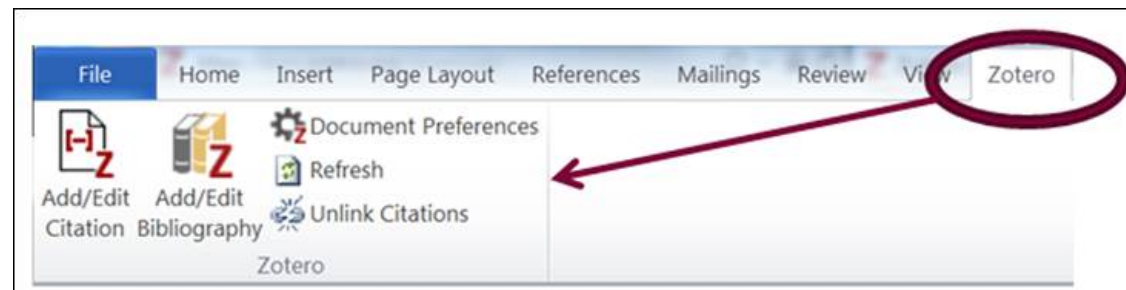 File Home Insert Page Layout References Mailings Review View Zotero
Document Preferences
Refresh
Unlink Citations
Add/Edit Citation
Add/Edit Bibliography
Zotero